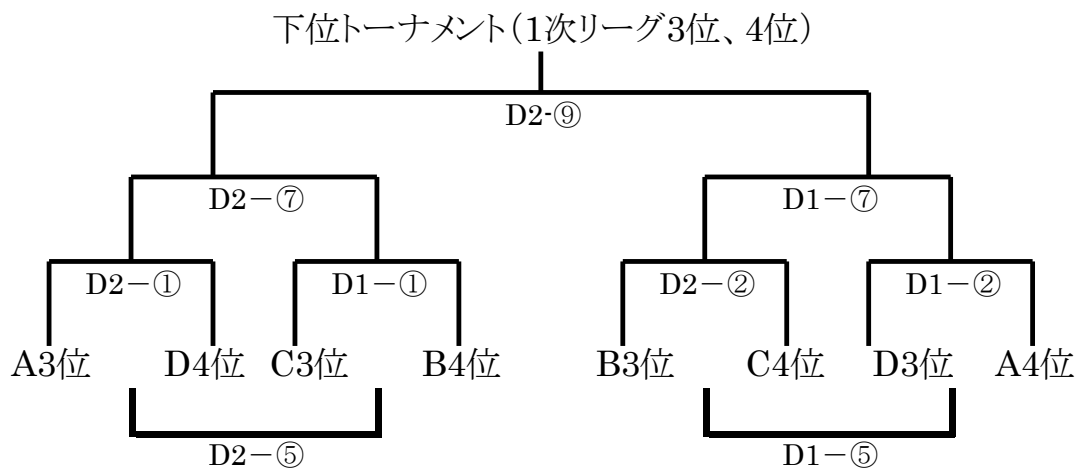 下位トーナメント(1次リーグ3位、4位)
D2-⑨
D2-⑦ D1-⑦
D2-① D1-① D2-② D1-②
A3位 D4位 C3位 B4位 B3位 C4位 D3位 A4位
D2-⑤ D1-⑤